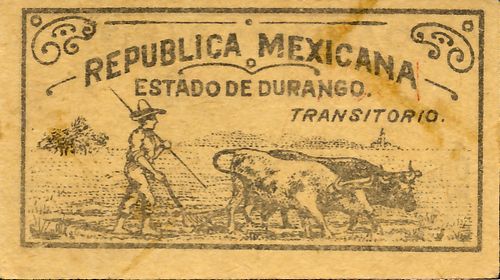 REPUBLICA MEXICANA
ESTADO DE DURANGO.
TRANSITORIO.